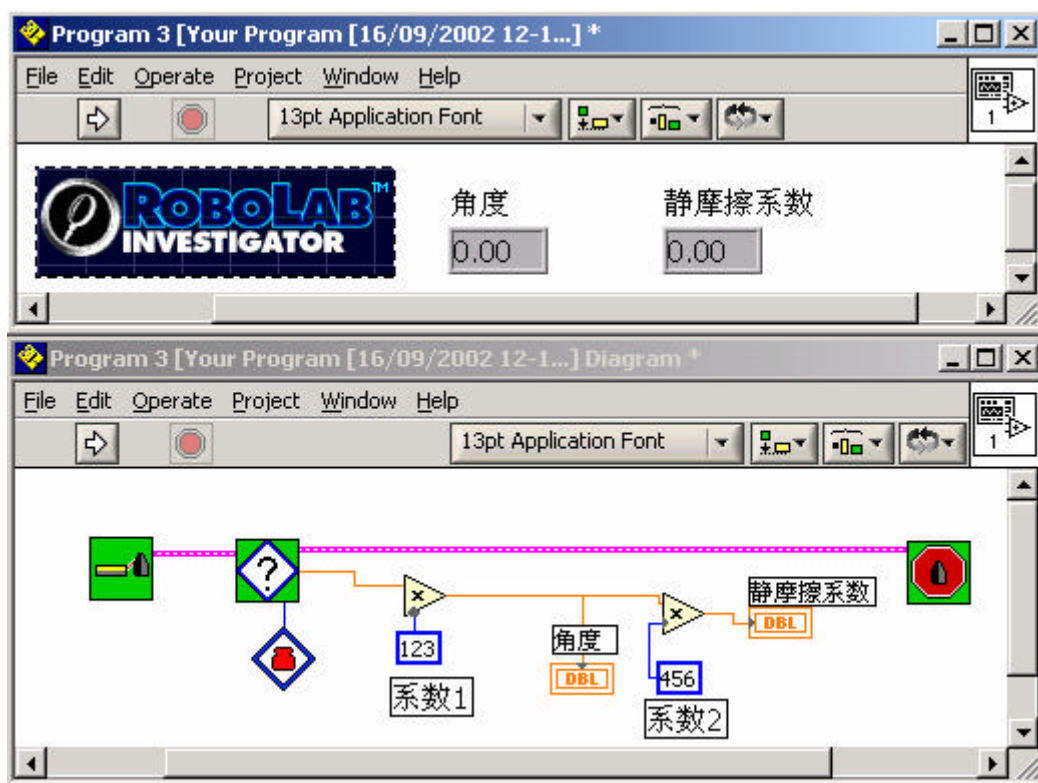 Program 3 [Your Program [16/09/2002 12-1...] *
File Edit Operate Project Window Help
13pt Application Font
1
ROBOLAB™
INVESTIGATOR
角度
0.00
静摩擦系数
0.00
Program 3 [Your Program [16/09/2002 12-1...] Diagram *
File Edit Operate Project Window Help
13pt Application Font
1
?
x
123
系数1
角度
DBL
x
456
系数2
静摩擦系数
DBL